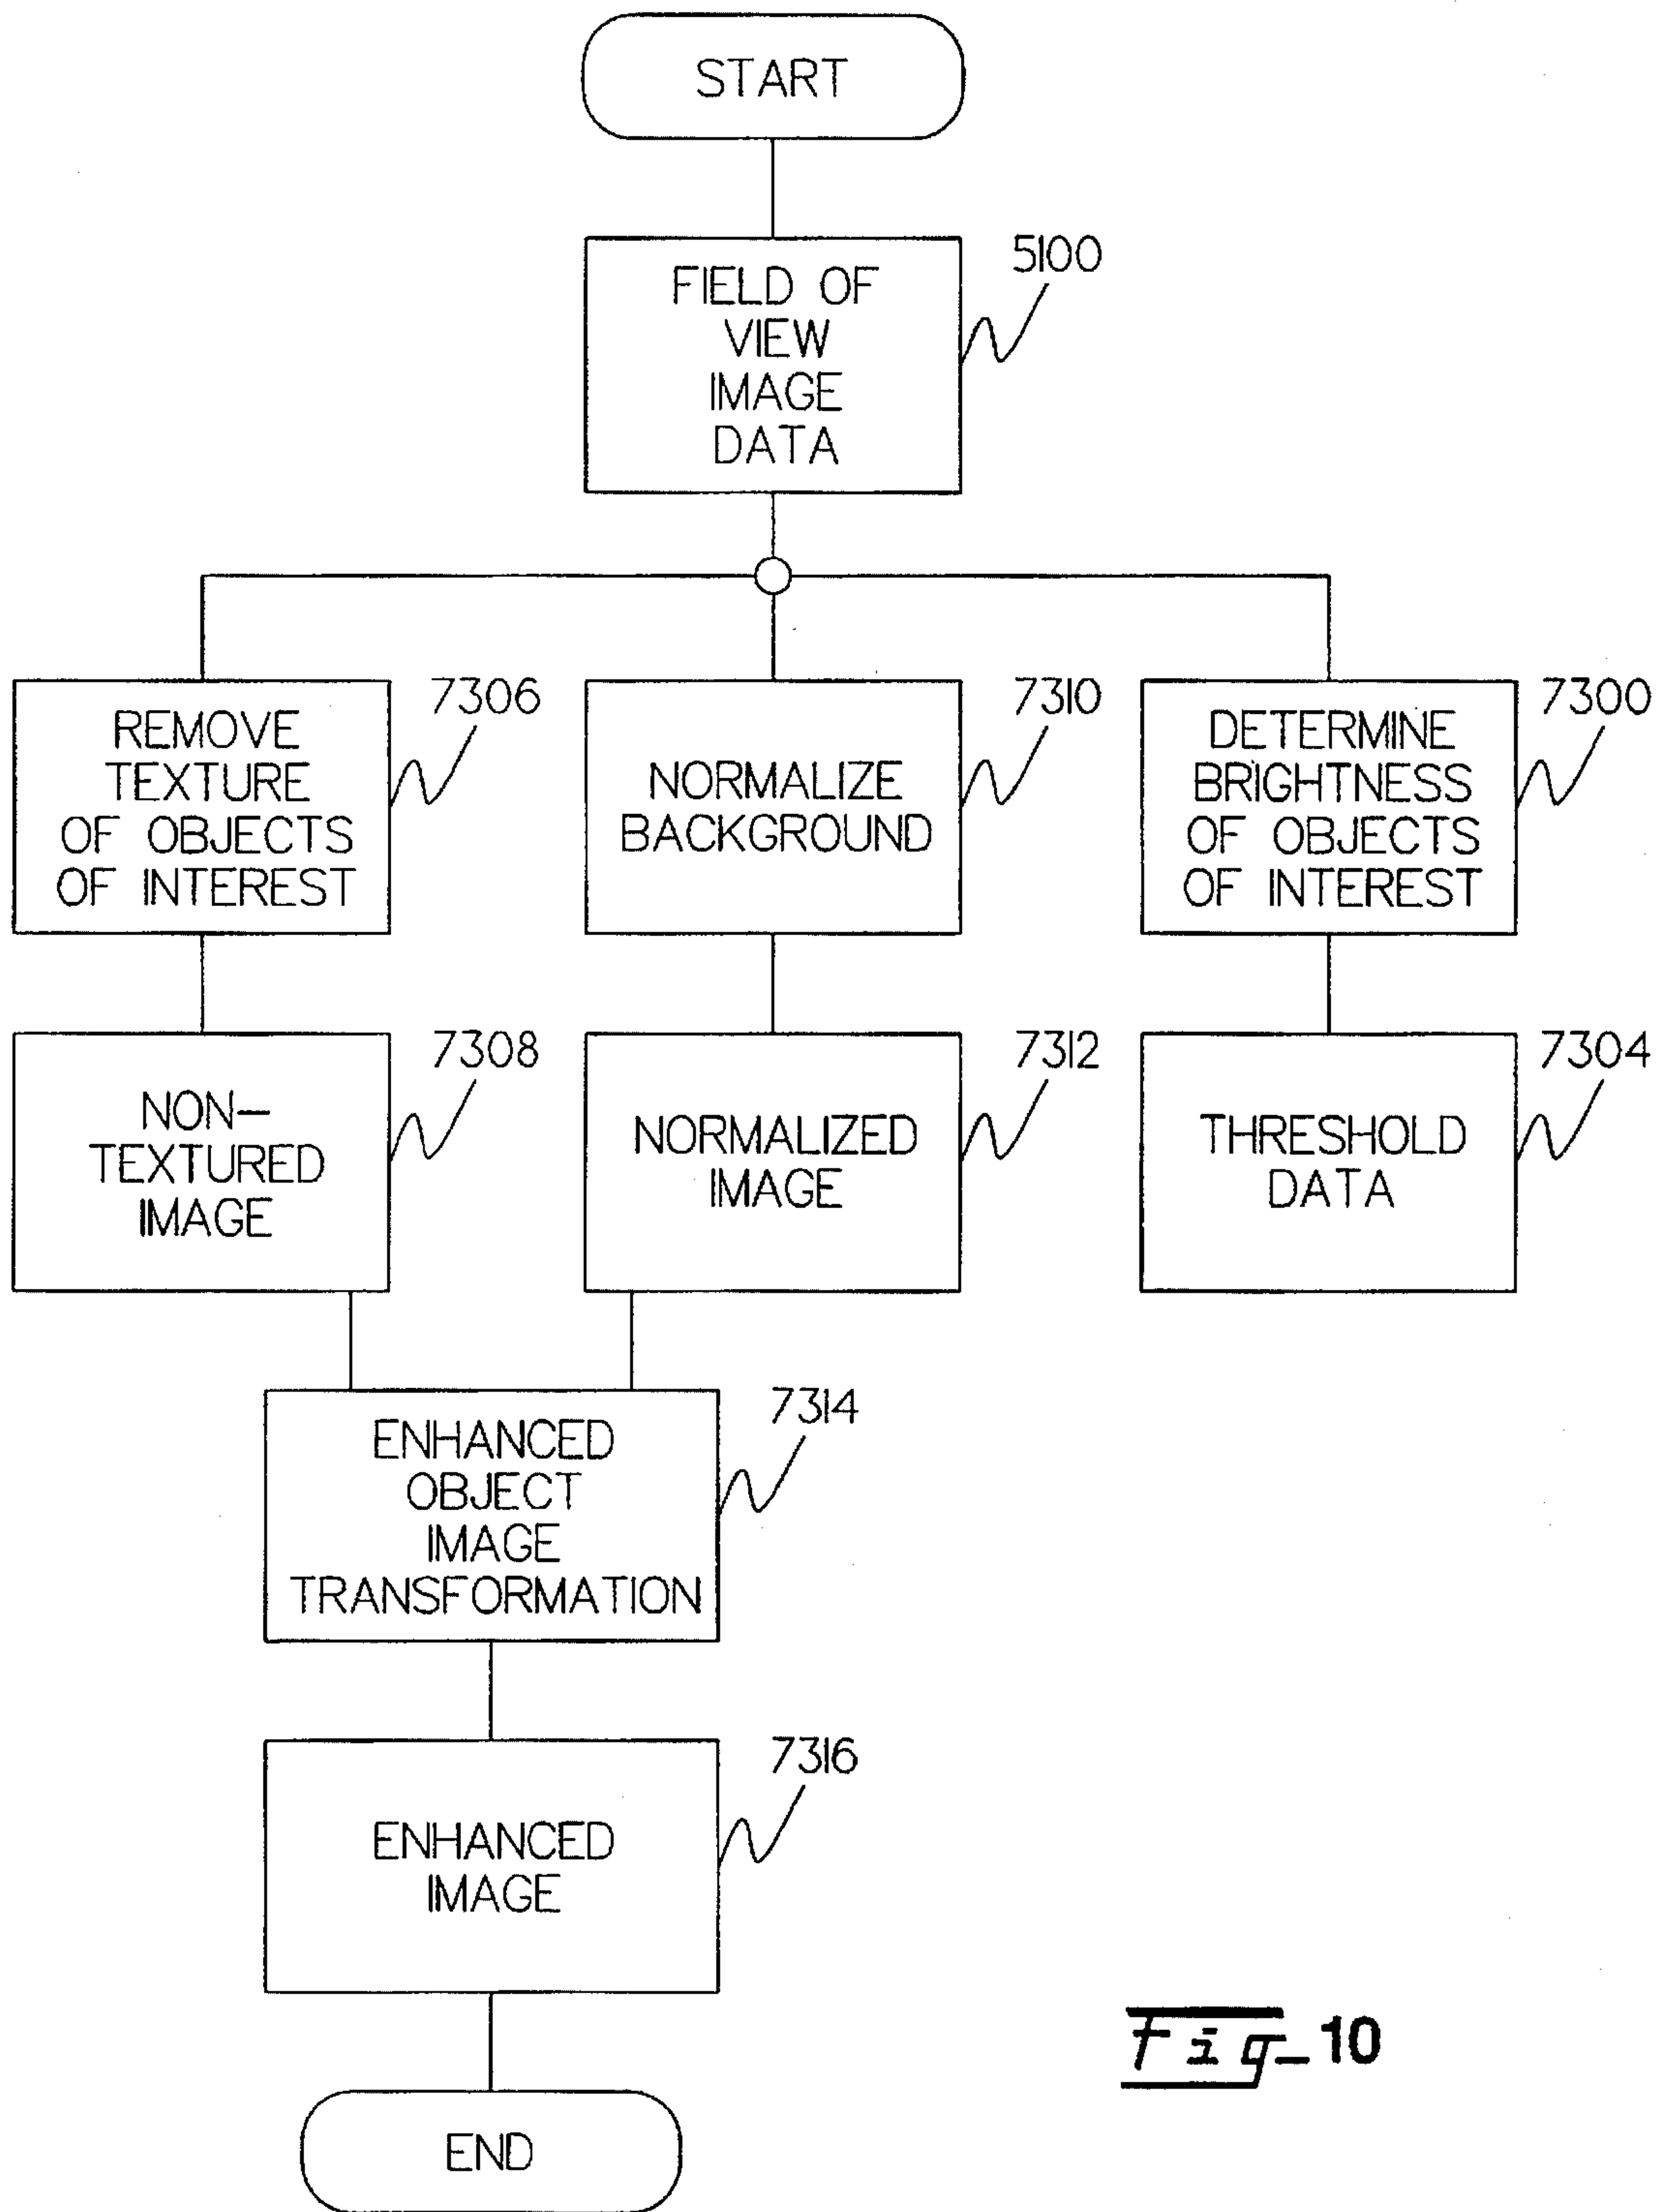 START
5100
FIELD OF
VIEW
IMAGE
DATA
7306
REMOVE
TEXTURE
OF OBJECTS
OF INTEREST
7310
NORMALIZE
BACKGROUND
7300
DETERMINE
BRIGHTNESS
OF OBJECTS
OF INTEREST
7308
NON-
TEXTURED
IMAGE
7312
NORMALIZED
IMAGE
7304
THRESHOLD
DATA
7314
ENHANCED
OBJECT
IMAGE
TRANSFORMATION
7316
ENHANCED
IMAGE
END
Fig-10